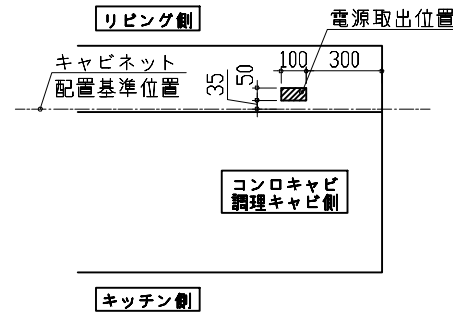 リビング側
電源取出位置
キャビネット
配置基準位置
100
300
35
50
コンロキャビ
調理キャビ側
キッチン側